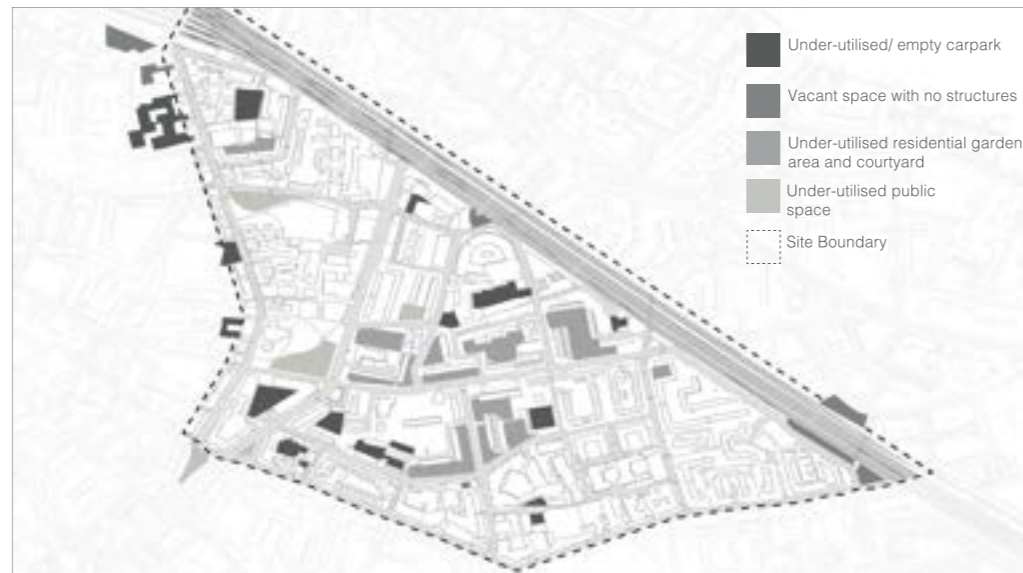 Under-utilised/ empty carpark
Vacant space with no structures
Under-utilised residential garden
area and courtyard
Under-utilised public
space
Site Boundary